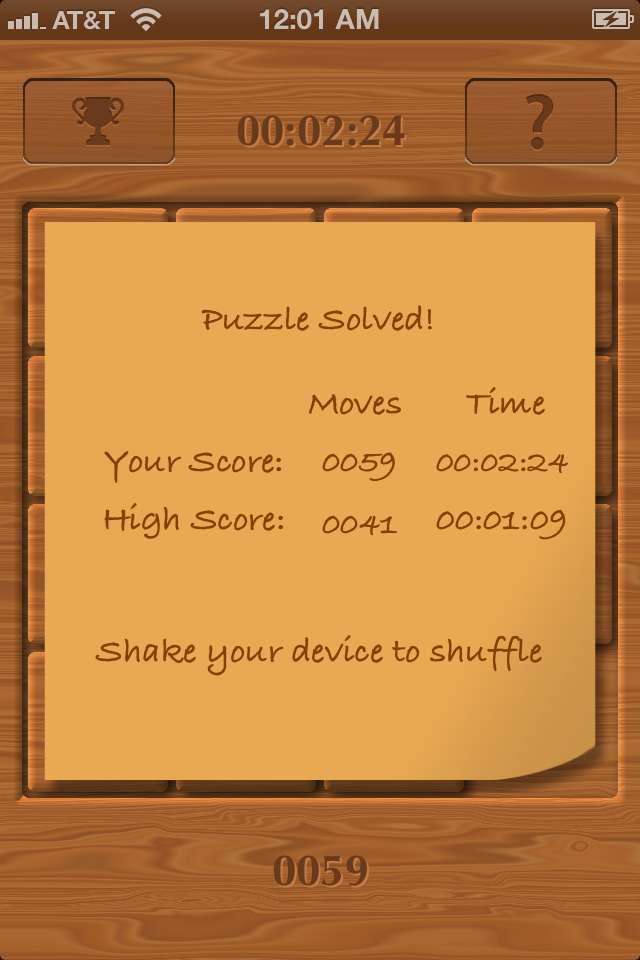 AT&T 12:01 AM
00:02:24 ?
Puzzle Solved!
Moves Time
Your Score: 0059 00:02:24
High Score: 0041 00:01:09
Shake your device to shuffle
0059